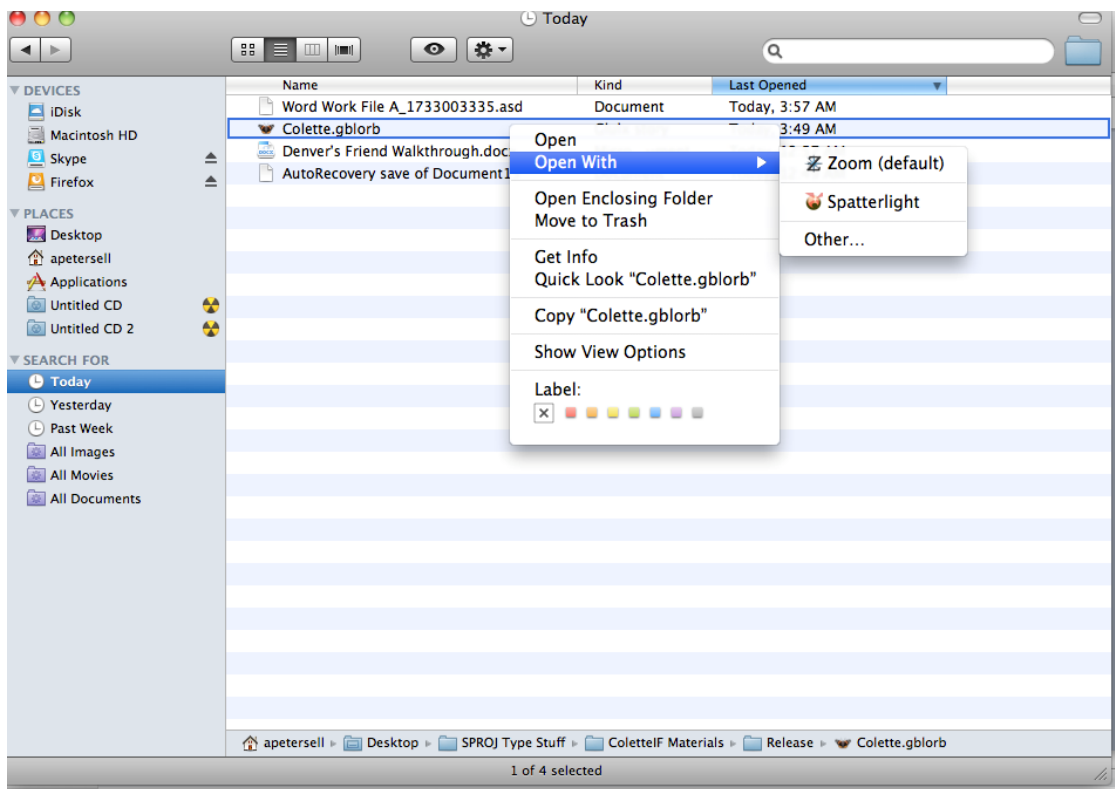 Today
DEVICES
iDisk
Macintosh HD
Skype
Firefox
PLACES
Desktop
apetersell
Applications
Untitled CD
Untitled CD 2
SEARCH FOR
Today
Yesterday
Past Week
All Images
All Movies
All Documents
Name Kind Last Opened
Word Work File A_1733003335.asd Document Today, 3:57 AM
Colette.gblorb 3:49 AM
Denver's Friend Walkthrough.doc
AutoRecovery save of Document1
Open
Open With
Open Enclosing Folder
Move to Trash
Get Info
Quick Look “Colette.gblorb”
Copy “Colette.gblorb”
Show View Options
Label:
Zoom (default)
Spatterlight
Other...
apetersell Desktop SPROJ Type Stuff ColetteIF Materials Release Colette.gblorb
1 of 4 selected